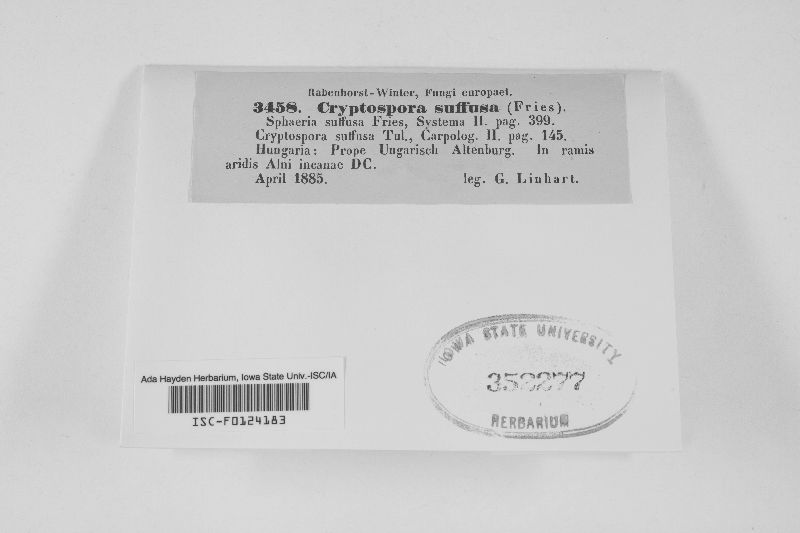 Rabenhorst-Winter, Fungi europaei.
3458. Cryptospora suffusa (Fries).
Sphaeria suffusa Fries, Systema II. pag. 399.
Cryptospora suffusa Tul., Carpolog. II. pag. 145.
Hungaria: Prope Ungarisch Altenburg. In ramis
aridis Alni incanae DC.
April 1885. leg. G. Linhart.
IOWA STATE UNIVERSITY
352277
HERBARIUM
Ada Hayden Herbarium, Iowa State Univ.-ISC/IA
ISC-F0124183